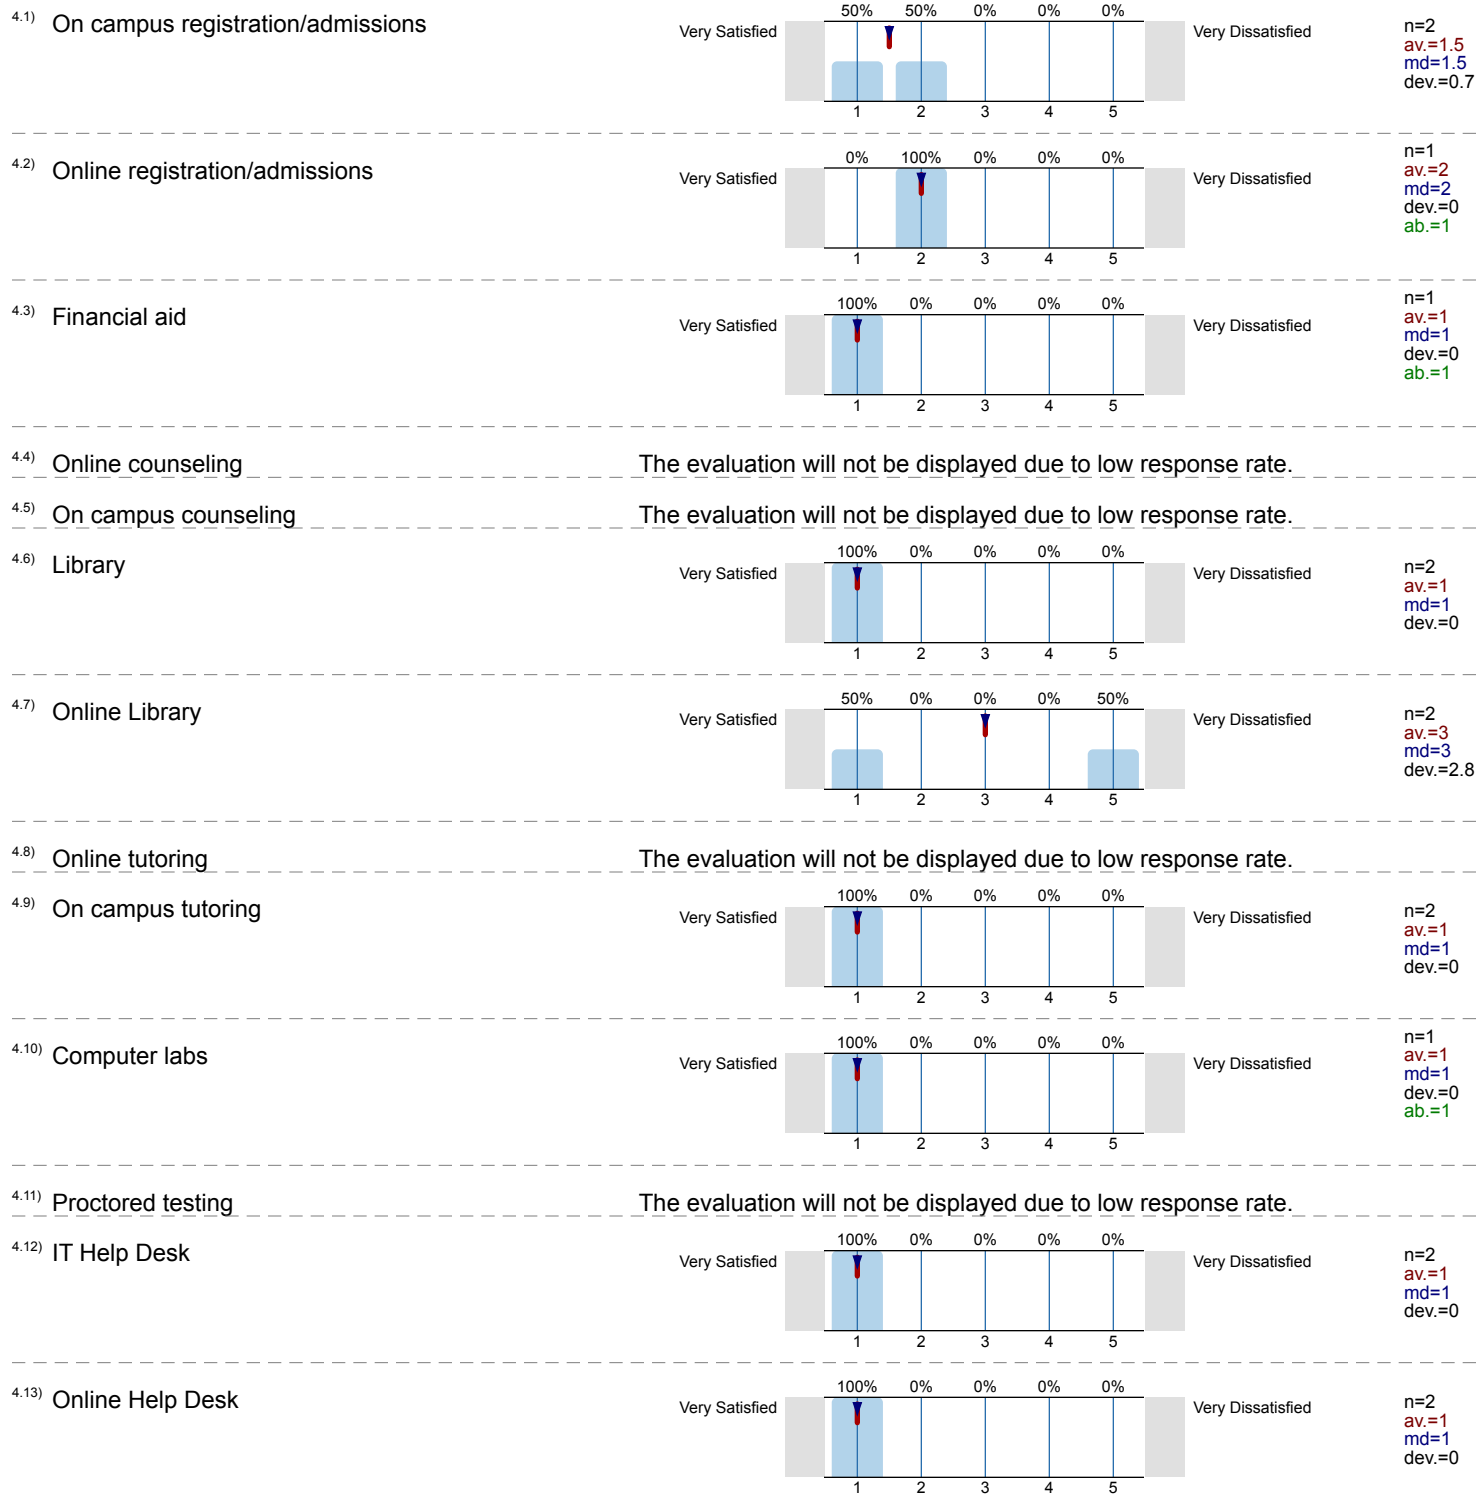 4.1) On campus registration/admissions
50% 50% 0% 0% 0%
Very Satisfied Very Dissatisfied
n=2
av.=1.5
md=1.5
dev.=0.7
1 2 3 4 5
4.2) Online registration/admissions
0% 100% 0% 0% 0%
Very Satisfied Very Dissatisfied
n=1
av.=2
md=2
dev.=0
ab.=1
1 2 3 4 5
4.3) Financial aid
100% 0% 0% 0% 0%
Very Satisfied Very Dissatisfied
n=1
av.=1
md=1
dev.=0
ab.=1
1 2 3 4 5
4.4) Online counseling The evaluation will not be displayed due to low response rate.
4.5) On campus counseling The evaluation will not be displayed due to low response rate.
4.6) Library
100% 0% 0% 0% 0%
Very Satisfied Very Dissatisfied
n=2
av.=1
md=1
dev.=0
1 2 3 4 5
4.7) Online Library
50% 0% 0% 0% 50%
Very Satisfied Very Dissatisfied
n=2
av.=3
md=3
dev.=2.8
1 2 3 4 5
4.8) Online tutoring The evaluation will not be displayed due to low response rate.
4.9) On campus tutoring
100% 0% 0% 0% 0%
Very Satisfied Very Dissatisfied
n=2
av.=1
md=1
dev.=0
1 2 3 4 5
4.10) Computer labs
100% 0% 0% 0% 0%
Very Satisfied Very Dissatisfied
n=1
av.=1
md=1
dev.=0
ab.=1
1 2 3 4 5
4.11) Proctored testing The evaluation will not be displayed due to low response rate.
4.12) IT Help Desk
100% 0% 0% 0% 0%
Very Satisfied Very Dissatisfied
n=2
av.=1
md=1
dev.=0
1 2 3 4 5
4.13) Online Help Desk
100% 0% 0% 0% 0%
Very Satisfied Very Dissatisfied
n=2
av.=1
md=1
dev.=0
1 2 3 4 5